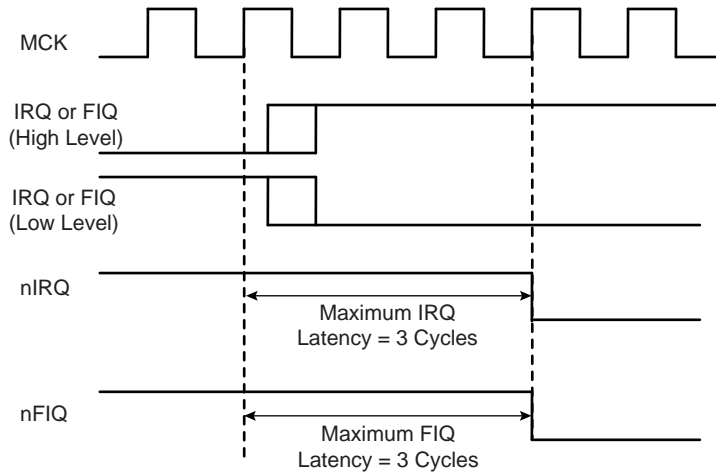 MCK
IRQ or FIQ
(High Level)
IRQ or FIQ
(Low Level)
nIRQ
Maximum IRQ
Latency = 3 Cycles
nFIQ
Maximum FIQ
Latency = 3 Cycles